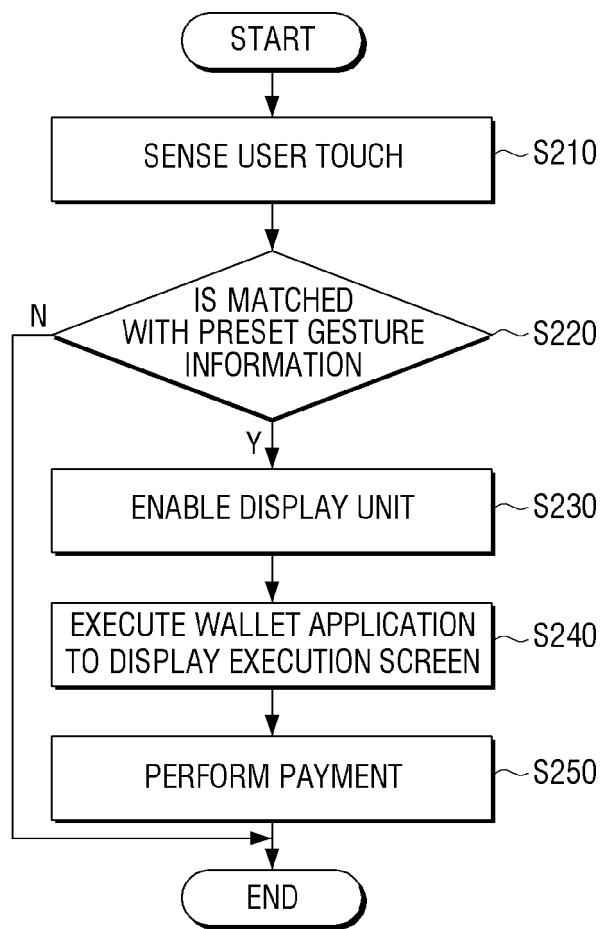 START
SENSE USER TOUCH
S210
IS MATCHED
WITH PRESET GESTURE
INFORMATION
S220
N
Y
ENABLE DISPLAY UNIT
S230
EXECUTE WALLET APPLICATION
TO DISPLAY EXECUTION SCREEN
S240
PERFORM PAYMENT
S250
END